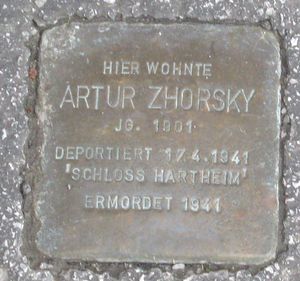 HIER WOHNTE
ARTUR ZHORSKY
JG. 1901
DEPORTIERT 17.4.1941
'SCHLOSS HARTHEIM'
ERMORDET 1941